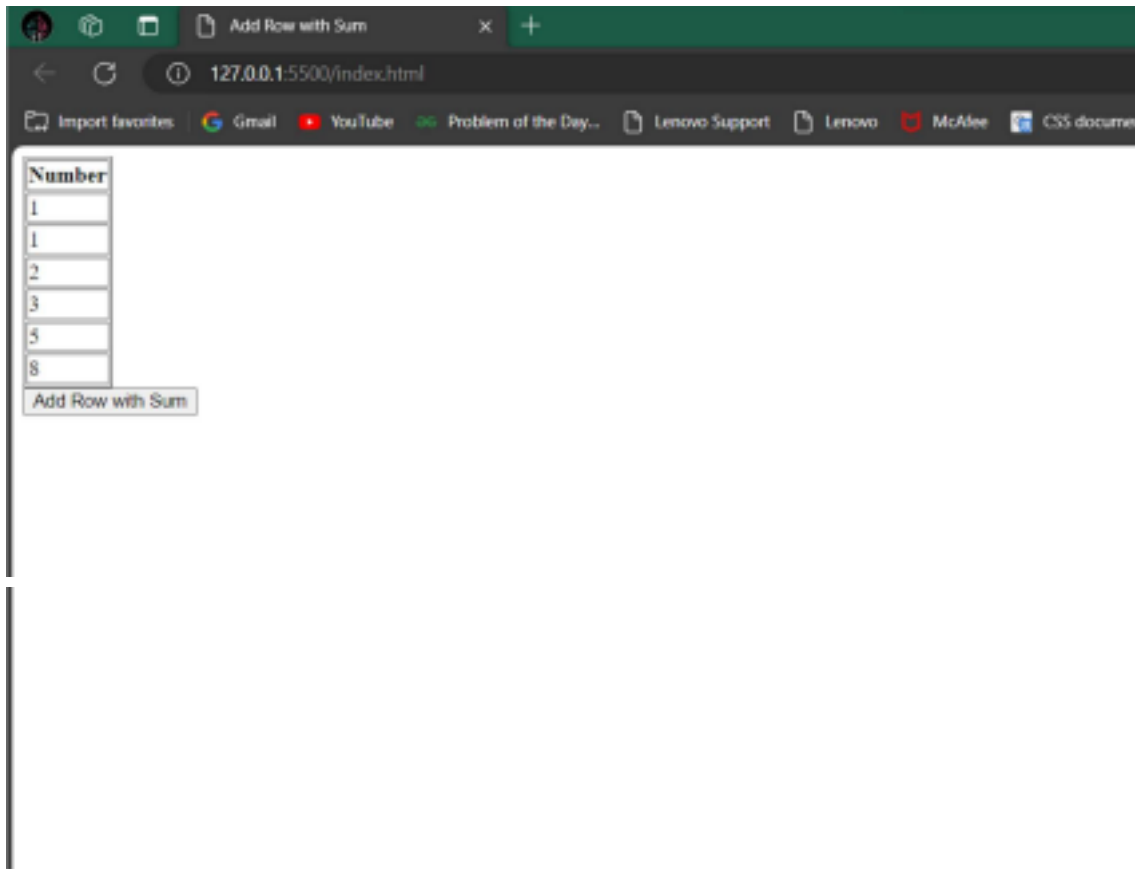 Add Row with Sum
127.0.0.1:5500/index.html
Import favorites Gmail YouTube Problem of the Day... Lenovo Support Lenovo McAfee CSS docume
Number
1
1
2
3
5
8
Add Row with Sum